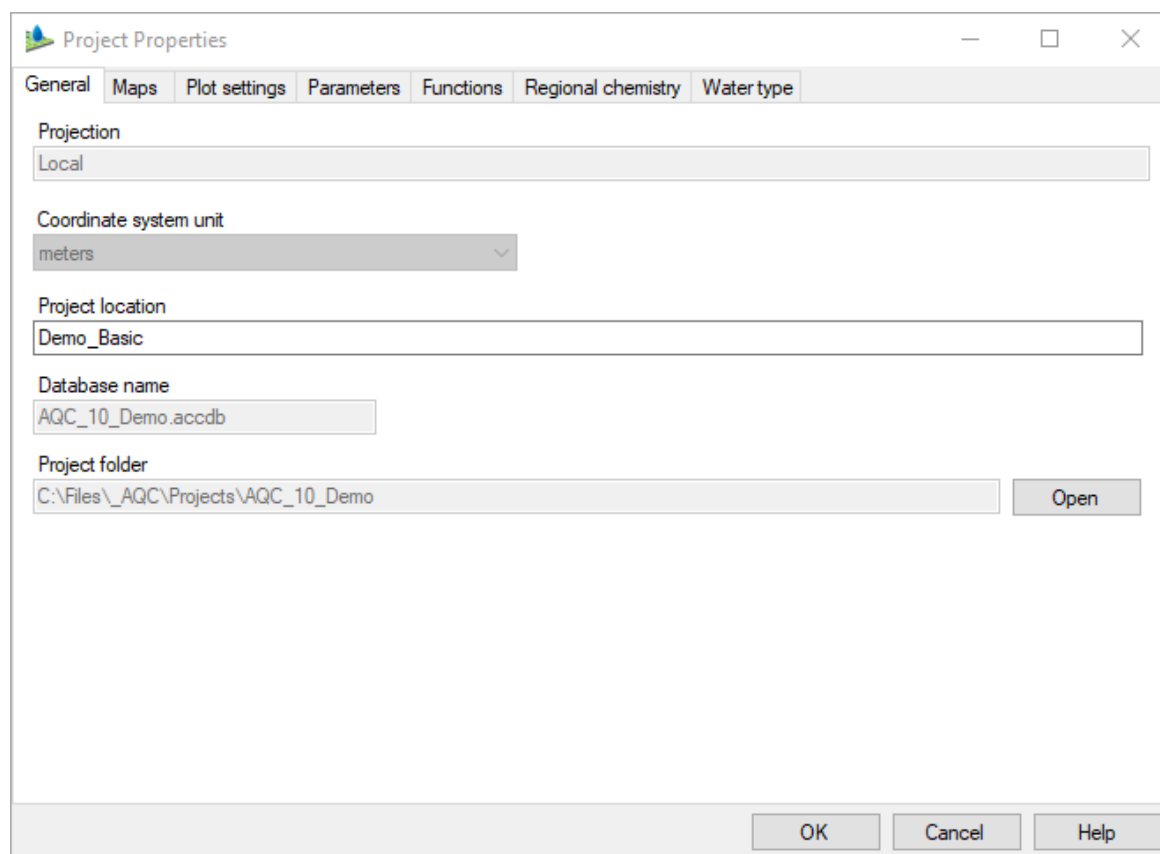 Project Properties
General Maps Plot settings Parameters Functions Regional chemistry Water type
Projection
Local
Coordinate system unit
meters
Project location
Demo_Basic
Database name
AQC_10_Demo.accdb
Project folder
C:\Files\_AQC\Projects\AQC_10_Demo Open
OK Cancel Help